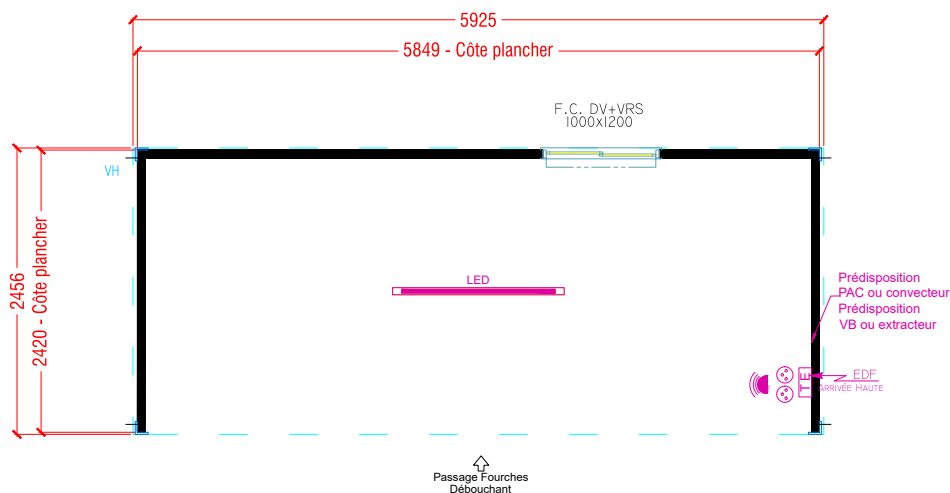 5925
5849 - Côte plancher
F.C. DV+VRS
1000X1200
VH
2456
2420 - Côte plancher
LED
Prédisposition
PAC ou convecteur
Prédisposition
VB ou extracteur
TE
EDF
ARRIVÉE HAUTE
Passage Fourches
Débouchant